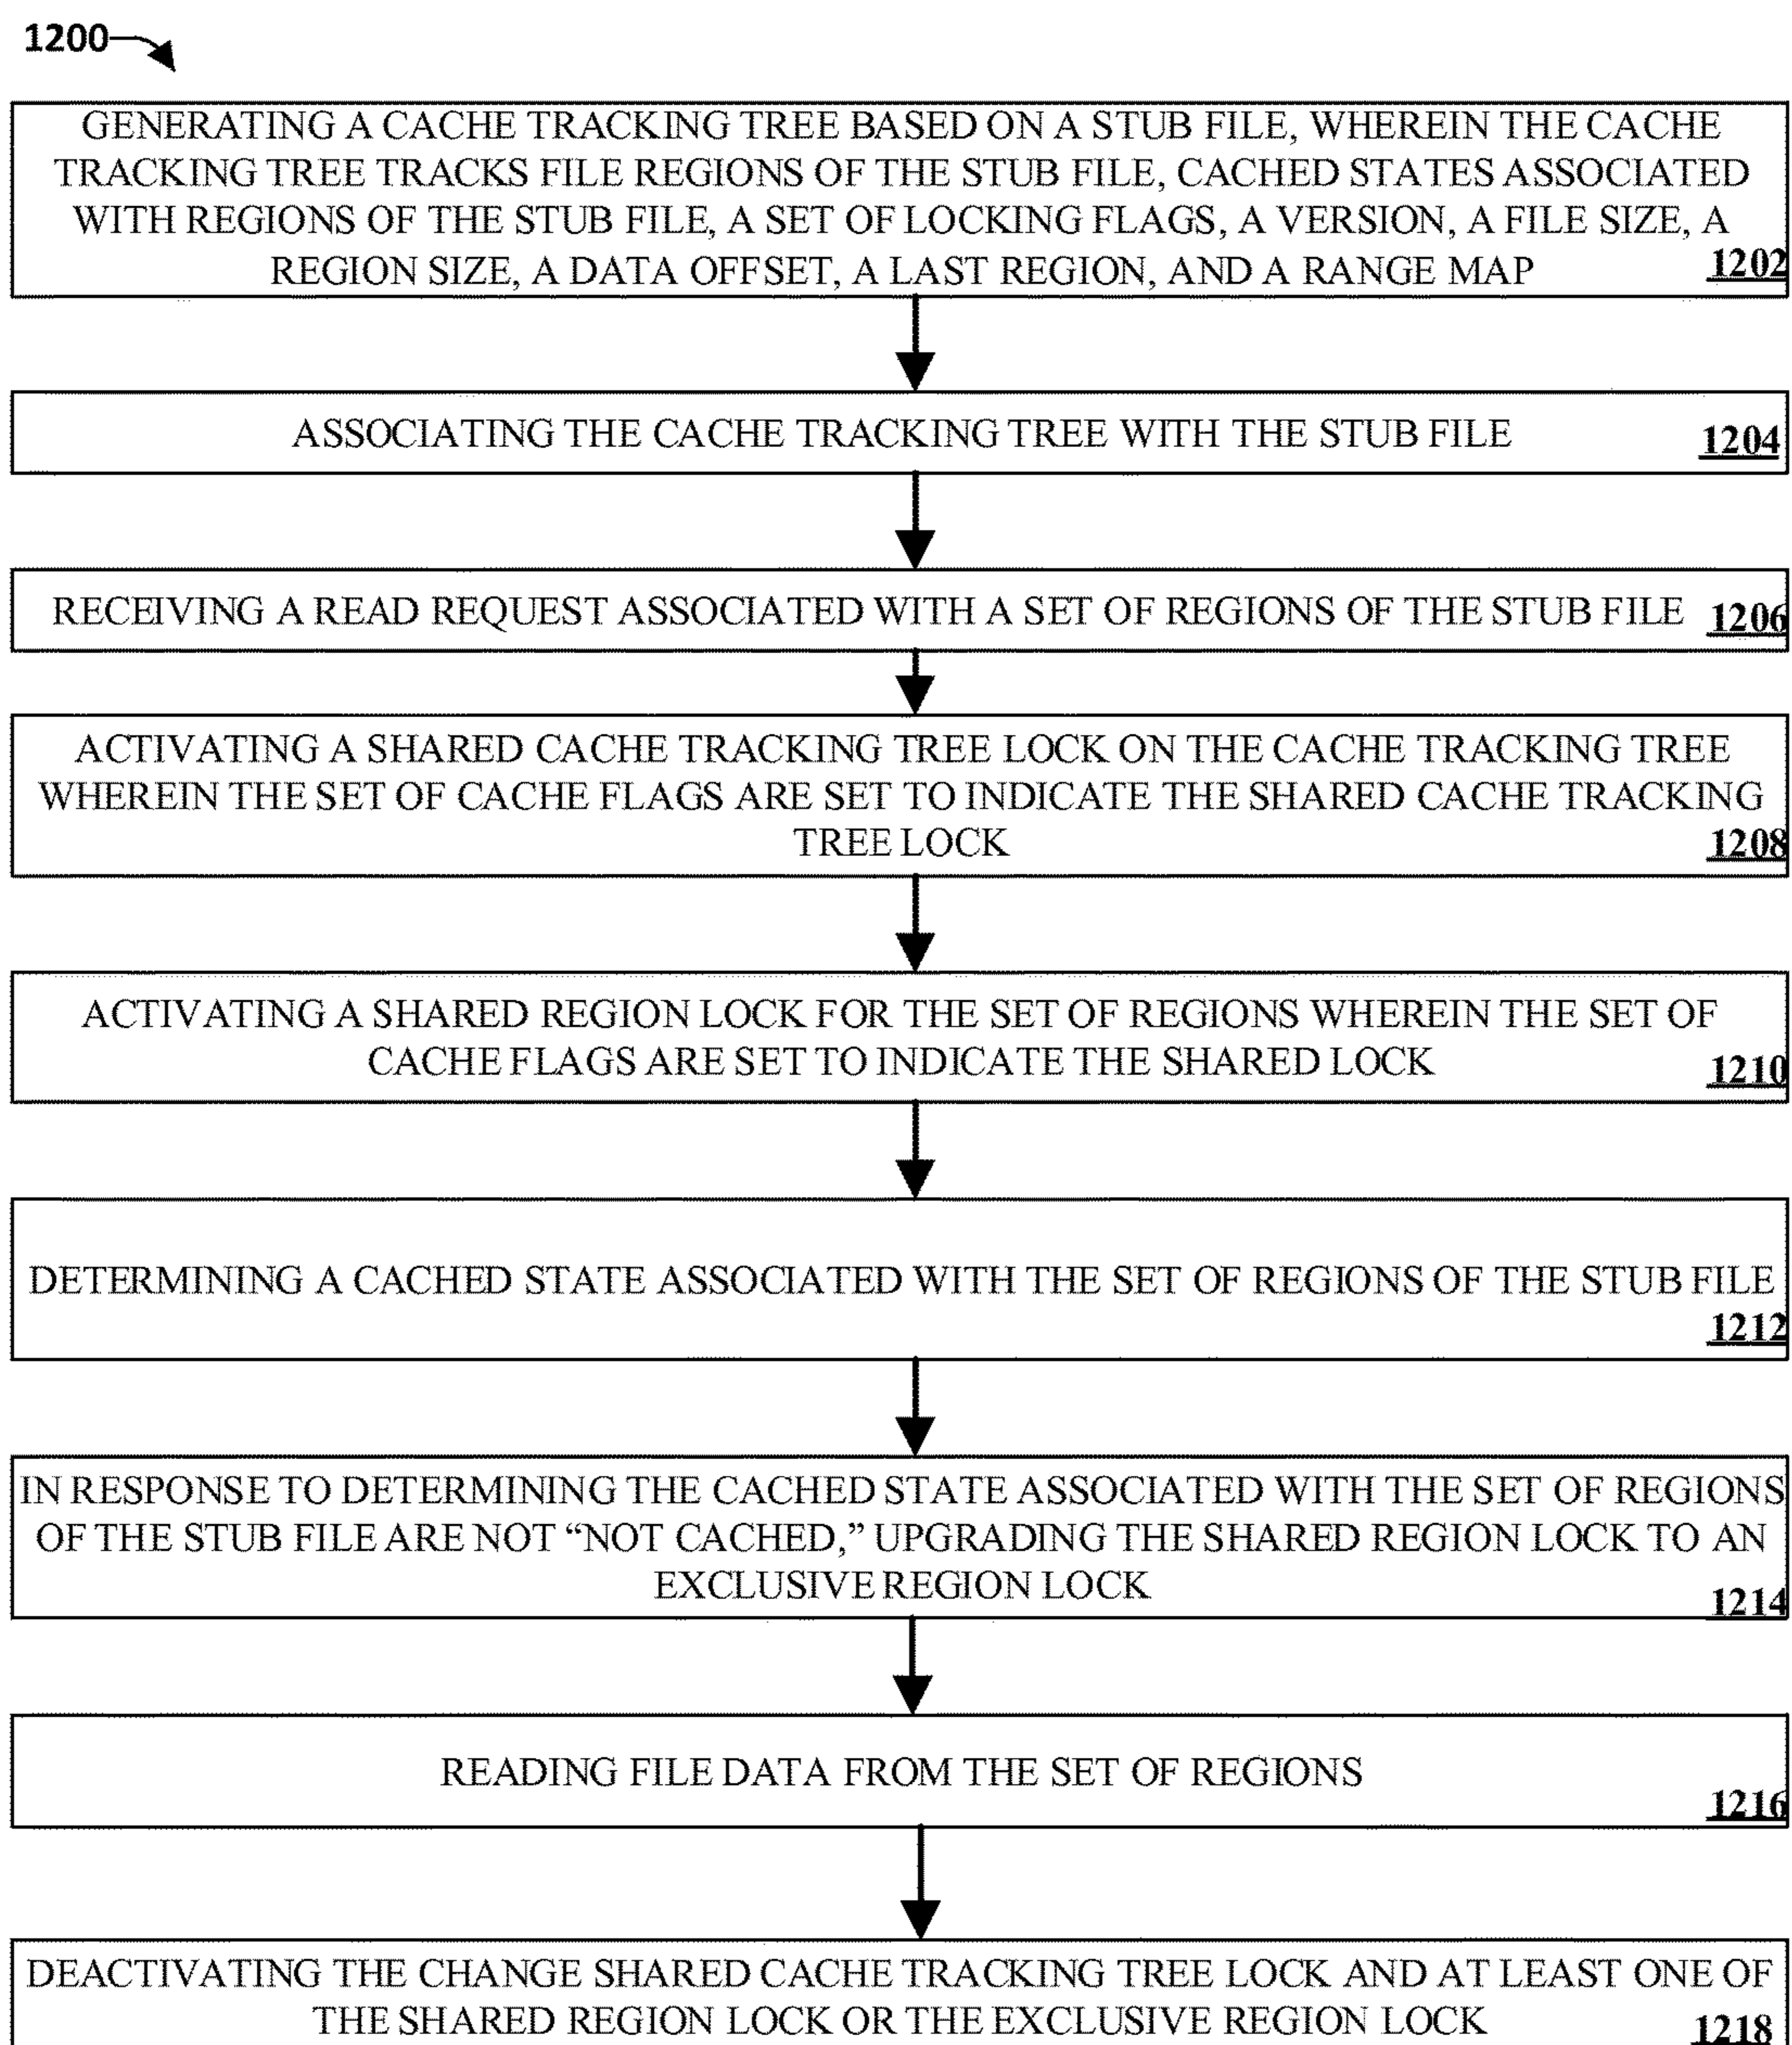 1200
GENERATING A CACHE TRACKING TREE BASED ON A STUB FILE, WHEREIN THE CACHE
TRACKING TREE TRACKS FILE REGIONS OF THE STUB FILE, CACHED STATES ASSOCIATED
WITH REGIONS OF THE STUB FILE, A SET OF LOCKING FLAGS, A VERSION, A FILE SIZE, A
REGION SIZE, A DATA OFFSET, A LAST REGION, AND A RANGE MAP 1202
ASSOCIATING THE CACHE TRACKING TREE WITH THE STUB FILE 1204
RECEIVING A READ REQUEST ASSOCIATED WITH A SET OF REGIONS OF THE STUB FILE 1206
ACTIVATING A SHARED CACHE TRACKING TREE LOCK ON THE CACHE TRACKING TREE
WHEREIN THE SET OF CACHE FLAGS ARE SET TO INDICATE THE SHARED CACHE TRACKING
TREE LOCK 1208
ACTIVATING A SHARED REGION LOCK FOR THE SET OF REGIONS WHEREIN THE SET OF
CACHE FLAGS ARE SET TO INDICATE THE SHARED LOCK 1210
DETERMINING A CACHED STATE ASSOCIATED WITH THE SET OF REGIONS OF THE STUB FILE
1212
IN RESPONSE TO DETERMINING THE CACHED STATE ASSOCIATED WITH THE SET OF REGIONS
OF THE STUB FILE ARE NOT “NOT CACHED,” UPGRADING THE SHARED REGION LOCK TO AN
EXCLUSIVE REGION LOCK 1214
READING FILE DATA FROM THE SET OF REGIONS
1216
DEACTIVATING THE CHANGE SHARED CACHE TRACKING TREE LOCK AND AT LEAST ONE OF
THE SHARED REGION LOCK OR THE EXCLUSIVE REGION LOCK 1218